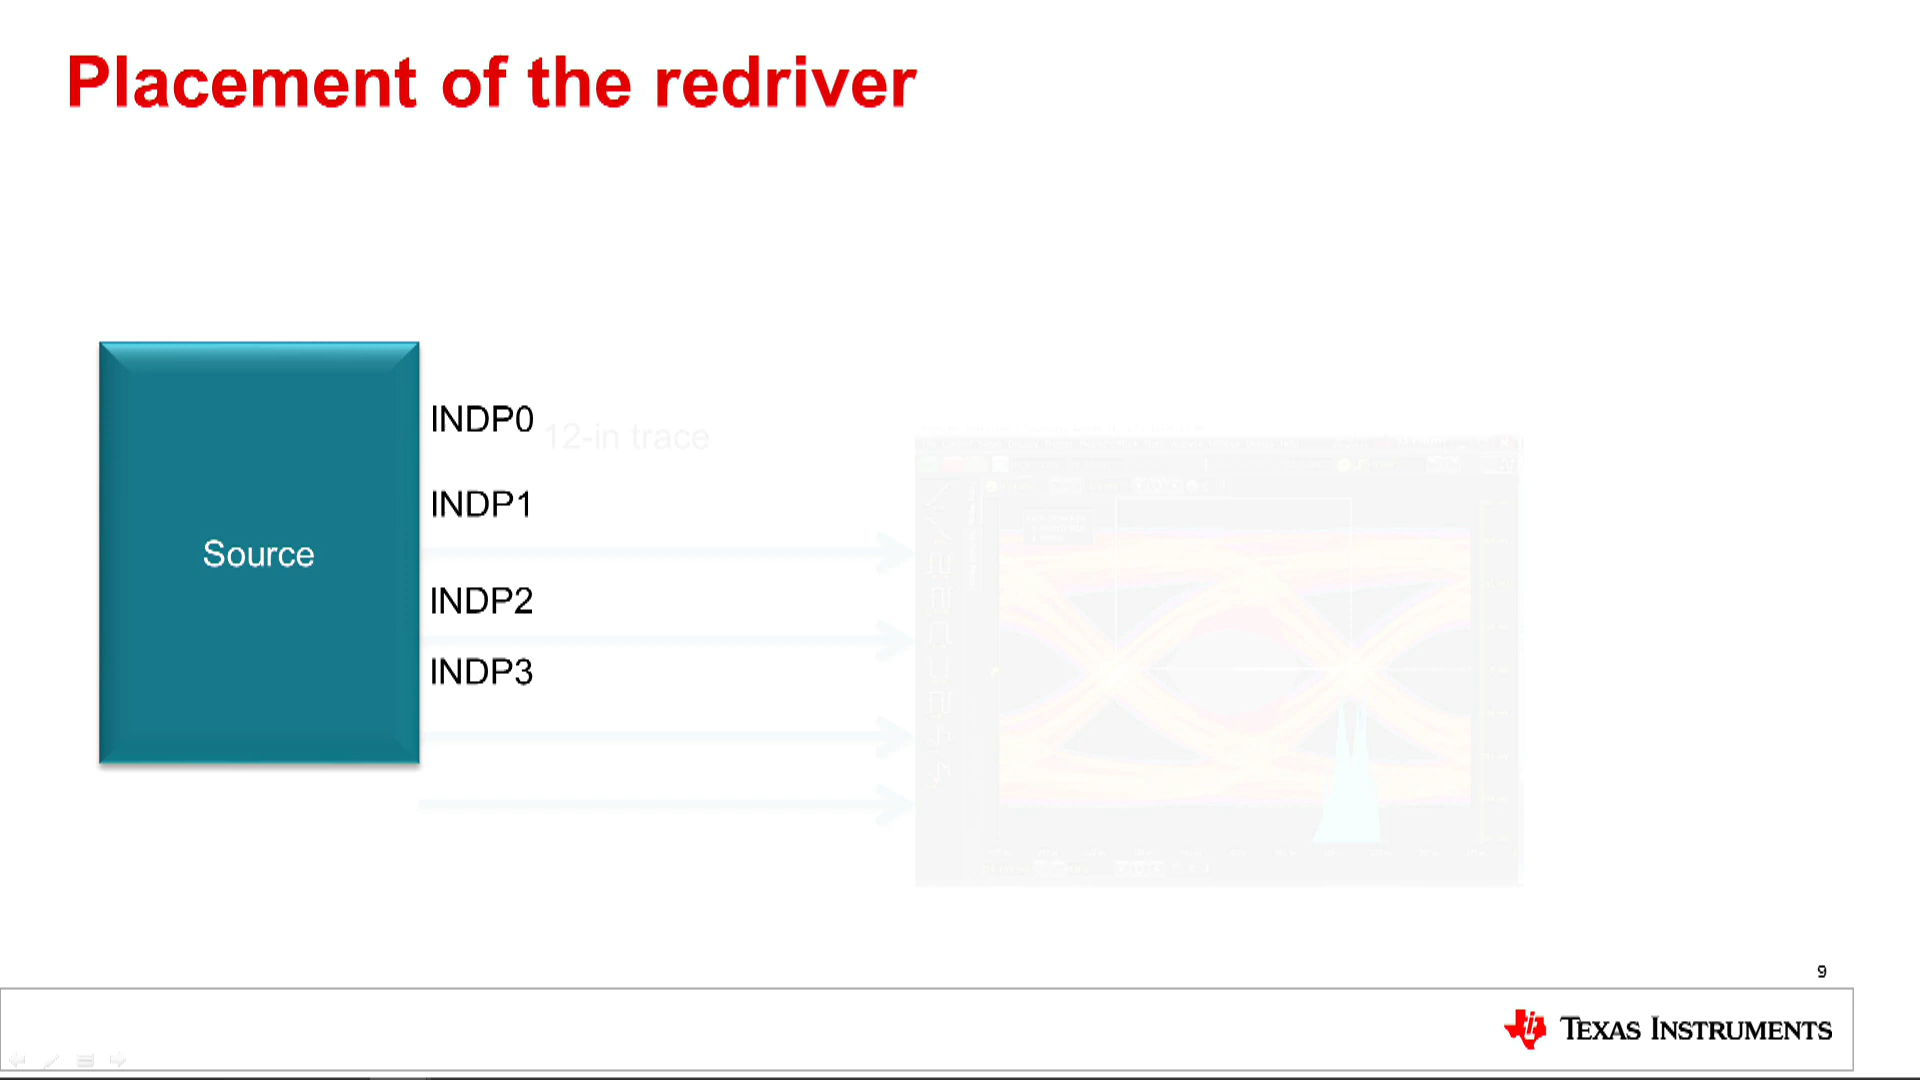 Placement of the redriver
INDP0
12-in trace
INDP1
Source
INDP2
INDP3
9
TEXAS INSTRUMENTS